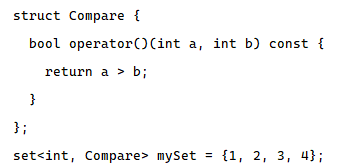 struct Compare {
  bool operator()(int a, int b) const {
    return a > b;
  }
};
set<int, Compare> mySet = {1, 2, 3, 4};